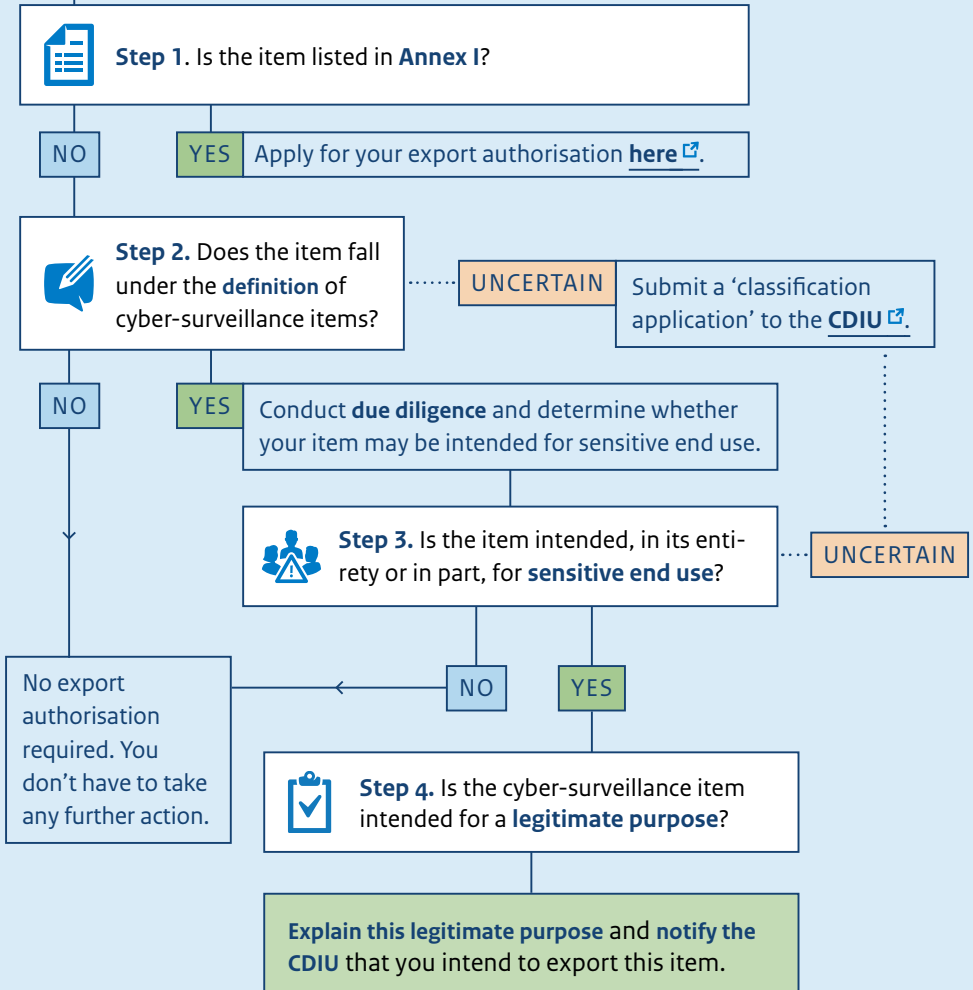 Step 1. Is the item listed in Annex I?
NO
YES
Apply for your export authorisation here.
Step 2. Does the item fall
under the definition of
cyber-surveillance items?
UNCERTAIN
Submit a ‘classification
application’ to the CDIU.
NO
YES
Conduct due diligence and determine whether
your item may be intended for sensitive end use.
Step 3. Is the item intended, in its enti-
rety or in part, for sensitive end use?
UNCERTAIN
NO
YES
No export
authorisation
required. You
don’t have to take
any further action.
Step 4. Is the cyber-surveillance item
intended for a legitimate purpose?
Explain this legitimate purpose and notify the
CDIU that you intend to export this item.